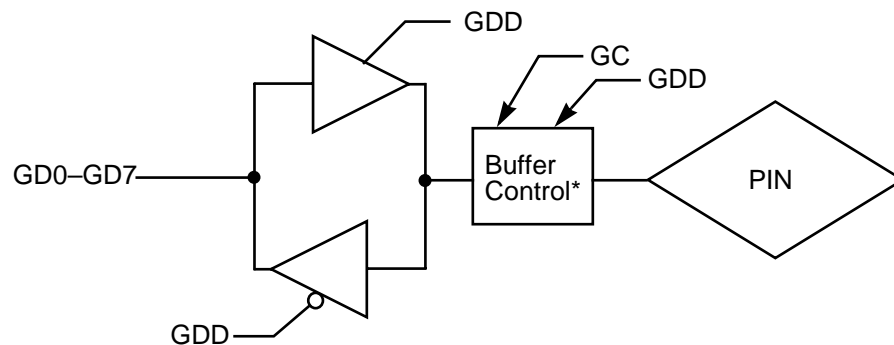 GDD
GC
GDD
GD0–GD7
Buffer
Control*
PIN
GDD